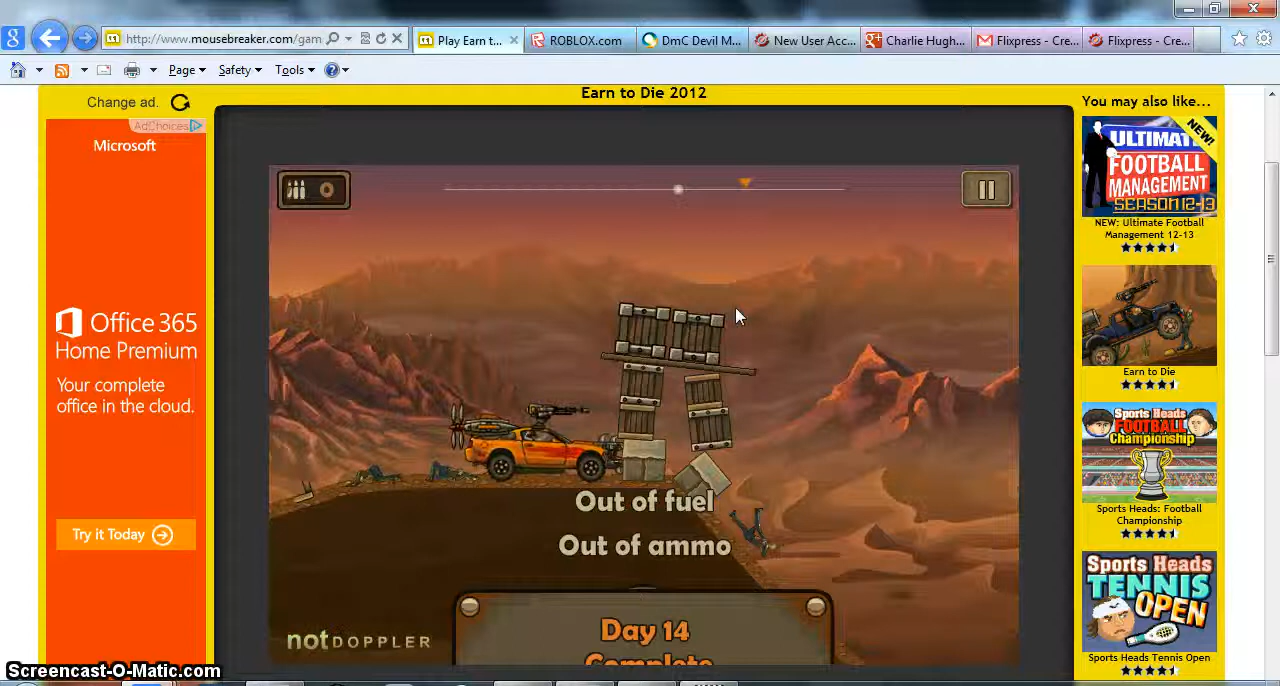 http://www.mousebreaker.com/gam
Play Earn t...
ROBLOX.com
DmC Devil M...
New User Acc...
Charlie Hugh...
Flixpress - Cre...
Flixpress - Cre...
Page
Safety
Tools
Change ad.
AdChoices
Microsoft
Office 365
Home Premium
Your complete
office in the cloud.
Try it Today
Earn to Die 2012
0
Out of fuel
Out of ammo
Day 14
Complete
notDOPPLER
You may also like...
NEW!
ULTIMATE
FOOTBALL
MANAGEMENT
SEASON 12-13
NEW: Ultimate Football
Management 12-13
Earn to Die
Sports Heads
FOOTBALL
Championship
Sports Heads: Football
Championship
Sports Heads
TENNIS
OPEN
Sports Heads Tennis Open
Screencast-O-Matic.com